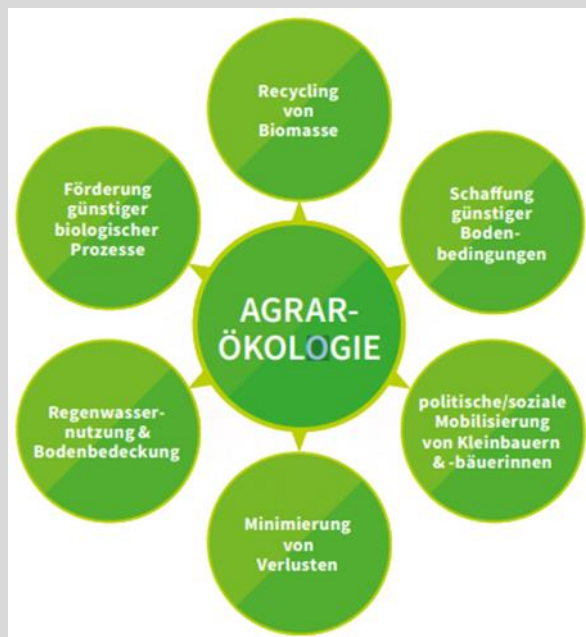 Recycling
von
Biomasse
Förderung
günstiger
biologischer
Prozesse
Schaffung
günstiger
Boden-
bedingungen
AGRAR-
ÖKOLOGIE
Regenwasser-
nutzung &
Bodenbedeckung
politische/soziale
Mobilisierung
von Kleinbauern
& -bäuerinnen
Minimierung
von
Verlusten